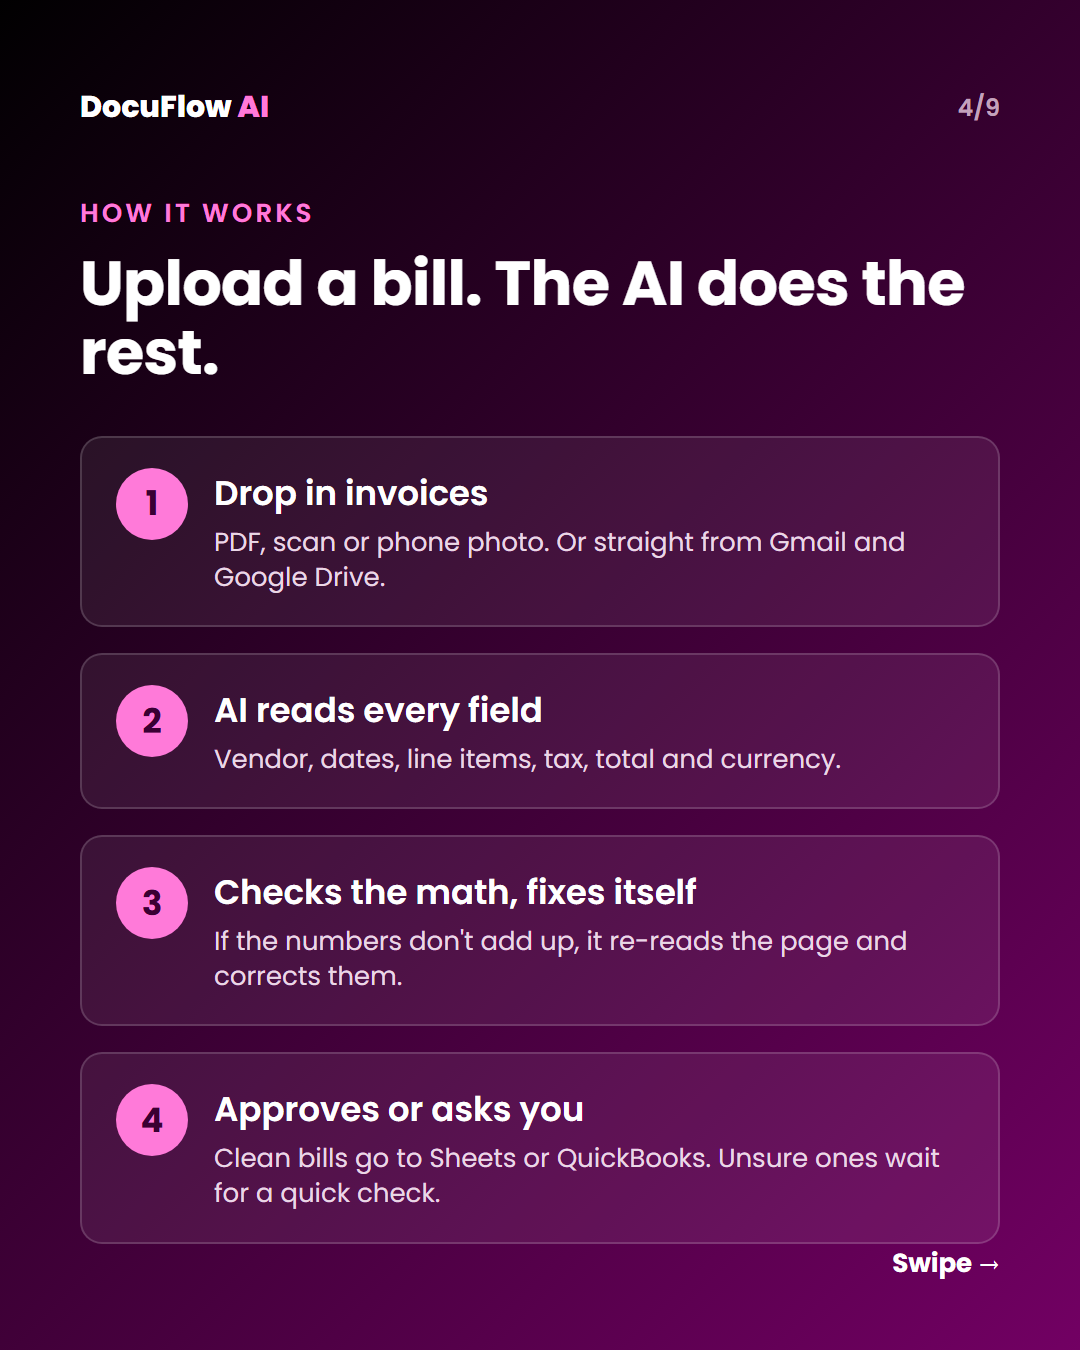 DocuFlow AI
4/9
HOW IT WORKS
Upload a bill. The AI does the
rest.
1
Drop in invoices
PDF, scan or phone photo. Or straight from Gmail and
Google Drive.
2
AI reads every field
Vendor, dates, line items, tax, total and currency.
3
Checks the math, fixes itself
If the numbers don't add up, it re-reads the page and
corrects them.
4
Approves or asks you
Clean bills go to Sheets or QuickBooks. Unsure ones wait
for a quick check.
Swipe →